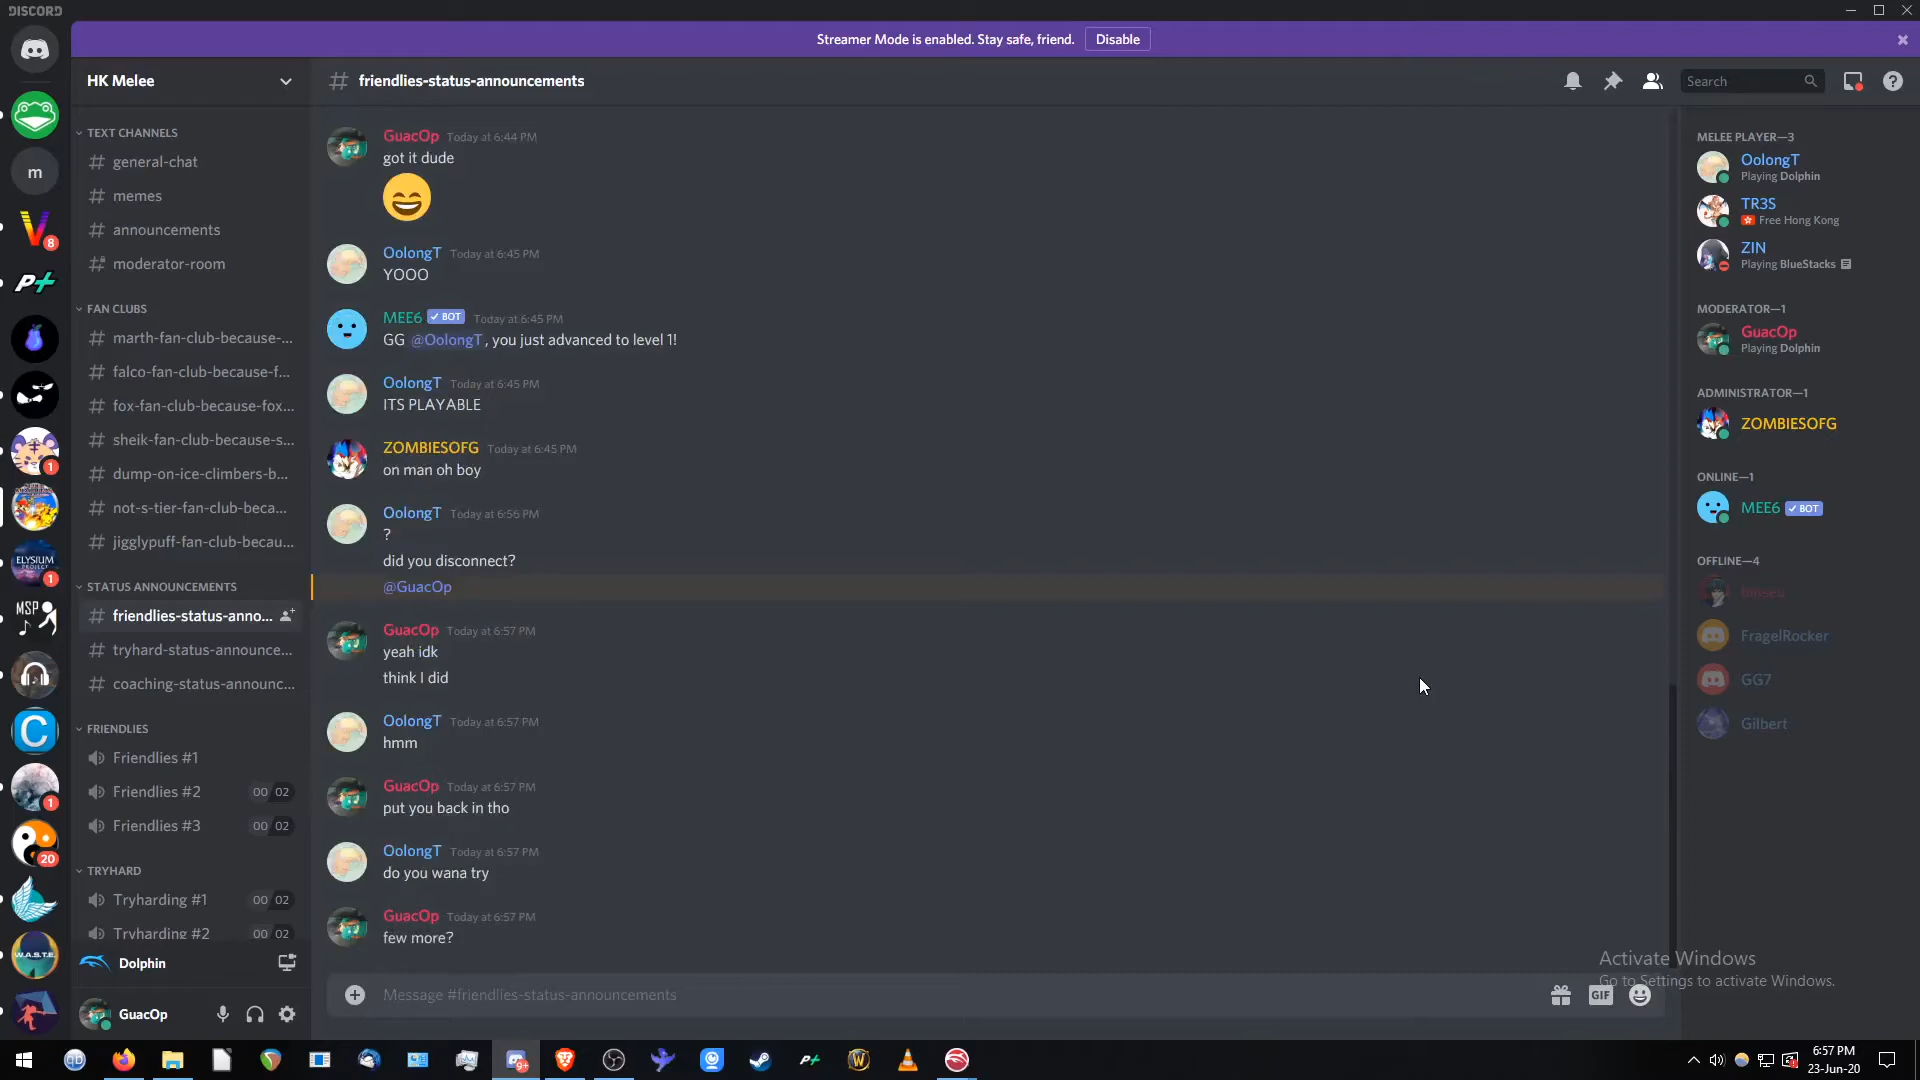 DISCORD
Streamer Mode is enabled. Stay safe, friend.
Disable
HK Melee
friendlies-status-announcements
Search
TEXT CHANNELS
general-chat
memes
announcements
moderator-room
FAN CLUBS
marth-fan-club-because-...
falco-fan-club-because-f...
fox-fan-club-because-fox...
sheik-fan-club-because-s...
dump-on-ice-climbers-b...
not-s-tier-fan-club-beca...
jigglypuff-fan-club-becau...
STATUS ANNOUNCEMENTS
friendlies-status-anno...
tryhard-status-announce...
coaching-status-announc...
FRIENDLIES
Friendlies #1
Friendlies #2 00 02
Friendlies #3 00 02
TRYHARD
Tryharding #1 00 02
Tryharding #2 00 02
Dolphin
GuacOp
m
8
P+
1
ELYSIUM
PROJECT
1
MSP
C
1
20
W.A.S.T.E.
GuacOp Today at 6:44 PM
got it dude
OolongT Today at 6:45 PM
YOOO
MEE6 BOT Today at 6:45 PM
GG @OolongT, you just advanced to level 1!
OolongT Today at 6:45 PM
ITS PLAYABLE
ZOMBIESOFG Today at 6:45 PM
on man oh boy
OolongT Today at 6:56 PM
?
did you disconnect?
@GuacOp
GuacOp Today at 6:57 PM
yeah idk
think I did
OolongT Today at 6:57 PM
hmm
GuacOp Today at 6:57 PM
put you back in tho
OolongT Today at 6:57 PM
do you wana try
GuacOp Today at 6:57 PM
few more?
Message #friendlies-status-announcements
GIF
MELEE PLAYER—3
OolongT
Playing Dolphin
TR3S
Free Hong Kong
ZIN
Playing BlueStacks
MODERATOR—1
GuacOp
Playing Dolphin
ADMINISTRATOR—1
ZOMBIESOFG
ONLINE—1
MEE6 BOT
OFFLINE—4
FragelRocker
GG7
Gilbert
Activate Windows
Go to Settings to activate Windows.
9+
P+
W
6:57 PM
23-Jun-20